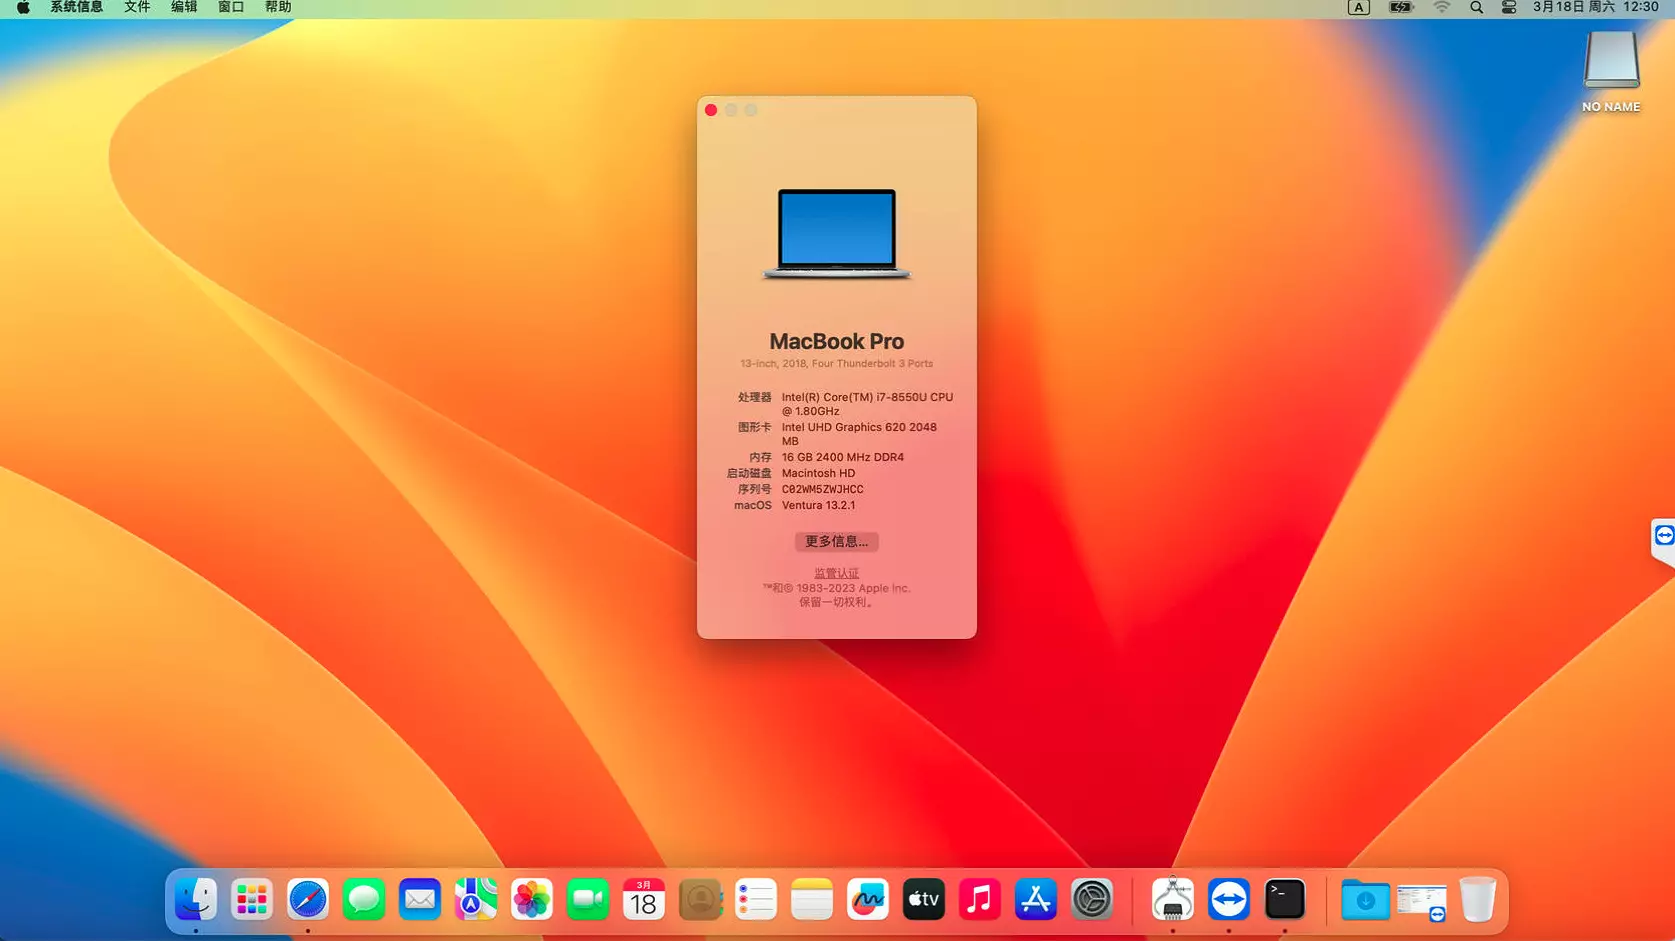 系统信息 文件 编辑 窗口 帮助 A 3月18日 周六 12:30
NO NAME
MacBook Pro
13-inch, 2018, Four Thunderbolt 3 Ports
处理器 Intel(R) Core(TM) i7-8550U CPU
@ 1.80GHz
图形卡 Intel UHD Graphics 620 2048
MB
内存 16 GB 2400 MHz DDR4
启动磁盘 Macintosh HD
序列号 C02WM5ZWJHCC
macOS Ventura 13.2.1
更多信息...
监管认证
™和© 1983-2023 Apple Inc.
保留一切权利。
3月
18
tv
>_